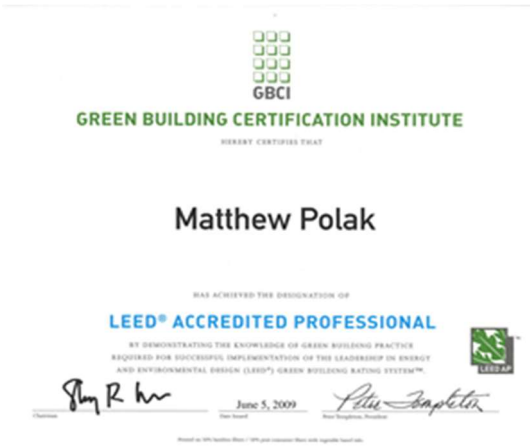 GBCI
GREEN BUILDING CERTIFICATION INSTITUTE
HEREBY CERTIFIES THAT
Matthew Polak
HAS ACHIEVED THE DESIGNATION OF
LEED® ACCREDITED PROFESSIONAL
BY DEMONSTRATING THE KNOWLEDGE OF GREEN BUILDING PRACTICE
REQUIRED FOR SUCCESSFUL IMPLEMENTATION OF THE LEADERSHIP IN ENERGY
AND ENVIRONMENTAL DESIGN (LEED®) GREEN BUILDING RATING SYSTEM™.
LEED AP
June 5, 2009
Peter Templeton
Chairman
Date Issued
Peter Templeton, President